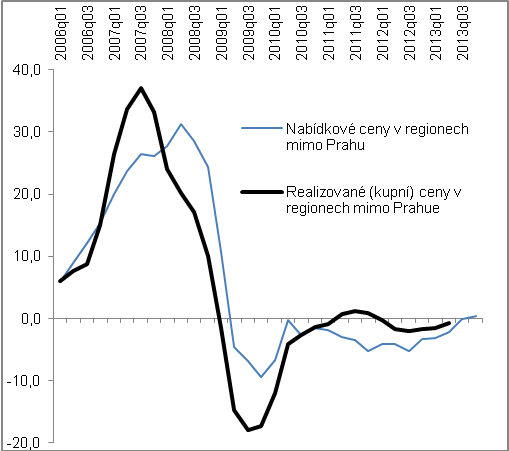 2006q01
2006q03
2007q01
2007q03
2008q01
2008q03
2009q01
2009q03
2010q01
2010q03
2011q01
2011q03
2012q01
2012q03
2013q01
2013q03
40,0
30,0
20,0
10,0
0,0
-10,0
-20,0
Nabídkové ceny v regionech
mimo Prahu
Realizované (kupní) ceny v
regionech mimo Prahue